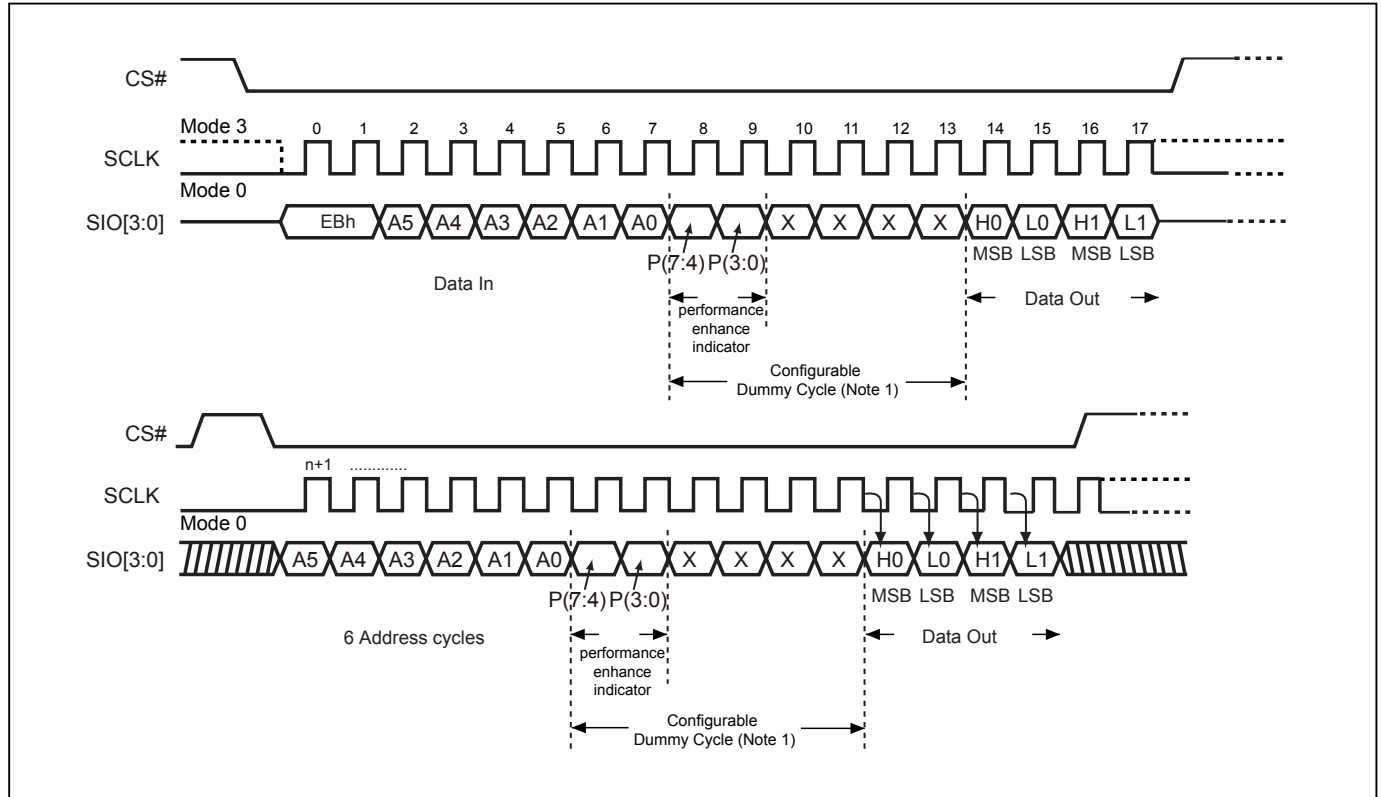 CS#
Mode 3
0 1 2 3 4 5 6 7 8 9 10 11 12 13 14 15 16 17
SCLK
Mode 0
SIO[3:0] EBh A5 A4 A3 A2 A1 A0 X X X X H0 L0 H1 L1
P(7:4) P(3:0) MSB LSB MSB LSB
Data In
Data Out
performance
enhance
indicator
Configurable
Dummy Cycle (Note 1)
CS#
n+1 .............
SCLK
Mode 0
SIO[3:0] A5 A4 A3 A2 A1 A0 X X X X H0 L0 H1 L1
P(7:4) P(3:0) MSB LSB MSB LSB
6 Address cycles
Data Out
performance
enhance
indicator
Configurable
Dummy Cycle (Note 1)